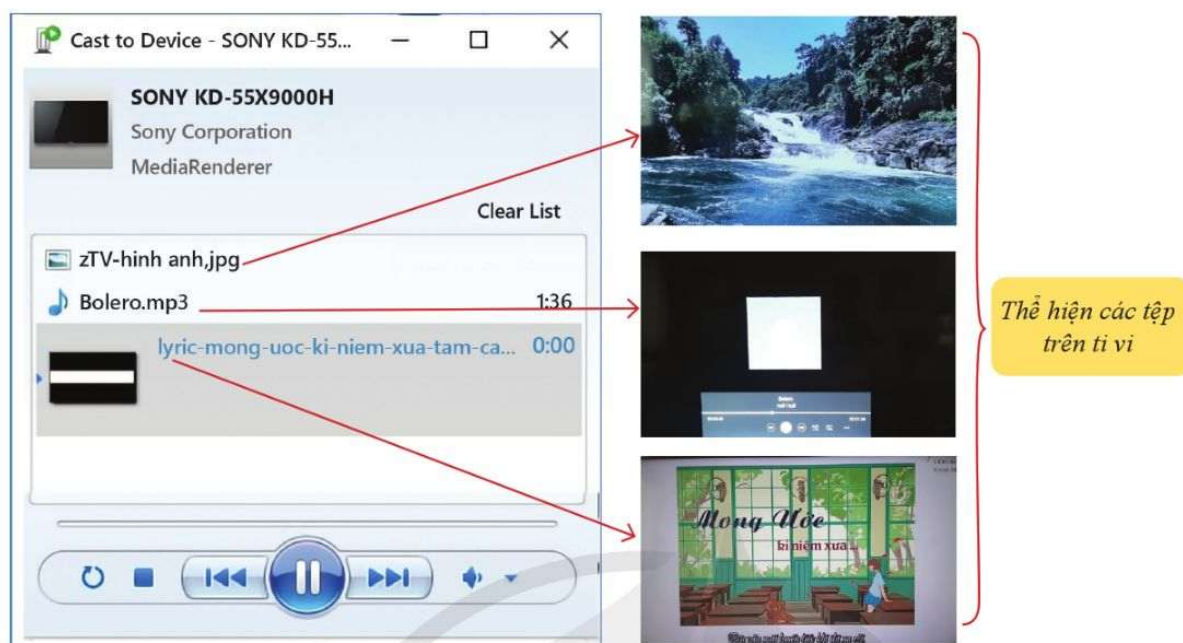 Cast to Device - SONY KD-55...
SONY KD-55X9000H
Sony Corporation
MediaRenderer
Clear List
zTV-hinh anh,jpg
Bolero.mp3 1:36
lyric-mong-uoc-ki-niem-xua-tam-ca... 0:00
Mong Ước
kỉ niệm xưa...
Thể hiện các tệp
trên ti vi